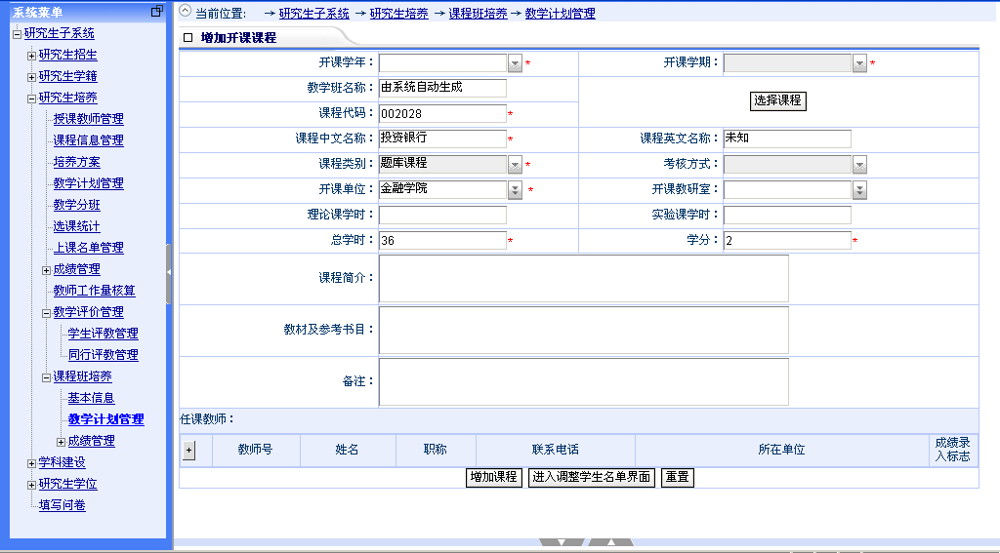 系统菜单
研究生子系统
研究生招生
研究生学籍
研究生培养
授课教师管理
课程信息管理
培养方案
教学计划管理
教学分班
选课统计
上课名单管理
成绩管理
教师工作量核算
教学评价管理
学生评教管理
同行评教管理
课程班培养
基本信息
教学计划管理
成绩管理
学科建设
研究生学位
填写问卷
当前位置: →研究生子系统 →研究生培养 →课程班培养 →教学计划管理
增加开课课程
开课学年: * 开课学期: *
教学班名称: 由系统自动生成
选择课程
课程代码: 002028 *
课程中文名称: 投资银行 * 课程英文名称: 未知
课程类别: 题库课程 * 考核方式:
开课单位: 金融学院 * 开课教研室:
理论课学时: 实验课学时:
总学时: 36 * 学分: 2 *
课程简介:
教材及参考书目:
备注:
任课教师:
+ 教师号 姓名 职称 联系电话 所在单位 成绩录
入标志
增加课程 进入调整学生名单界面 重置